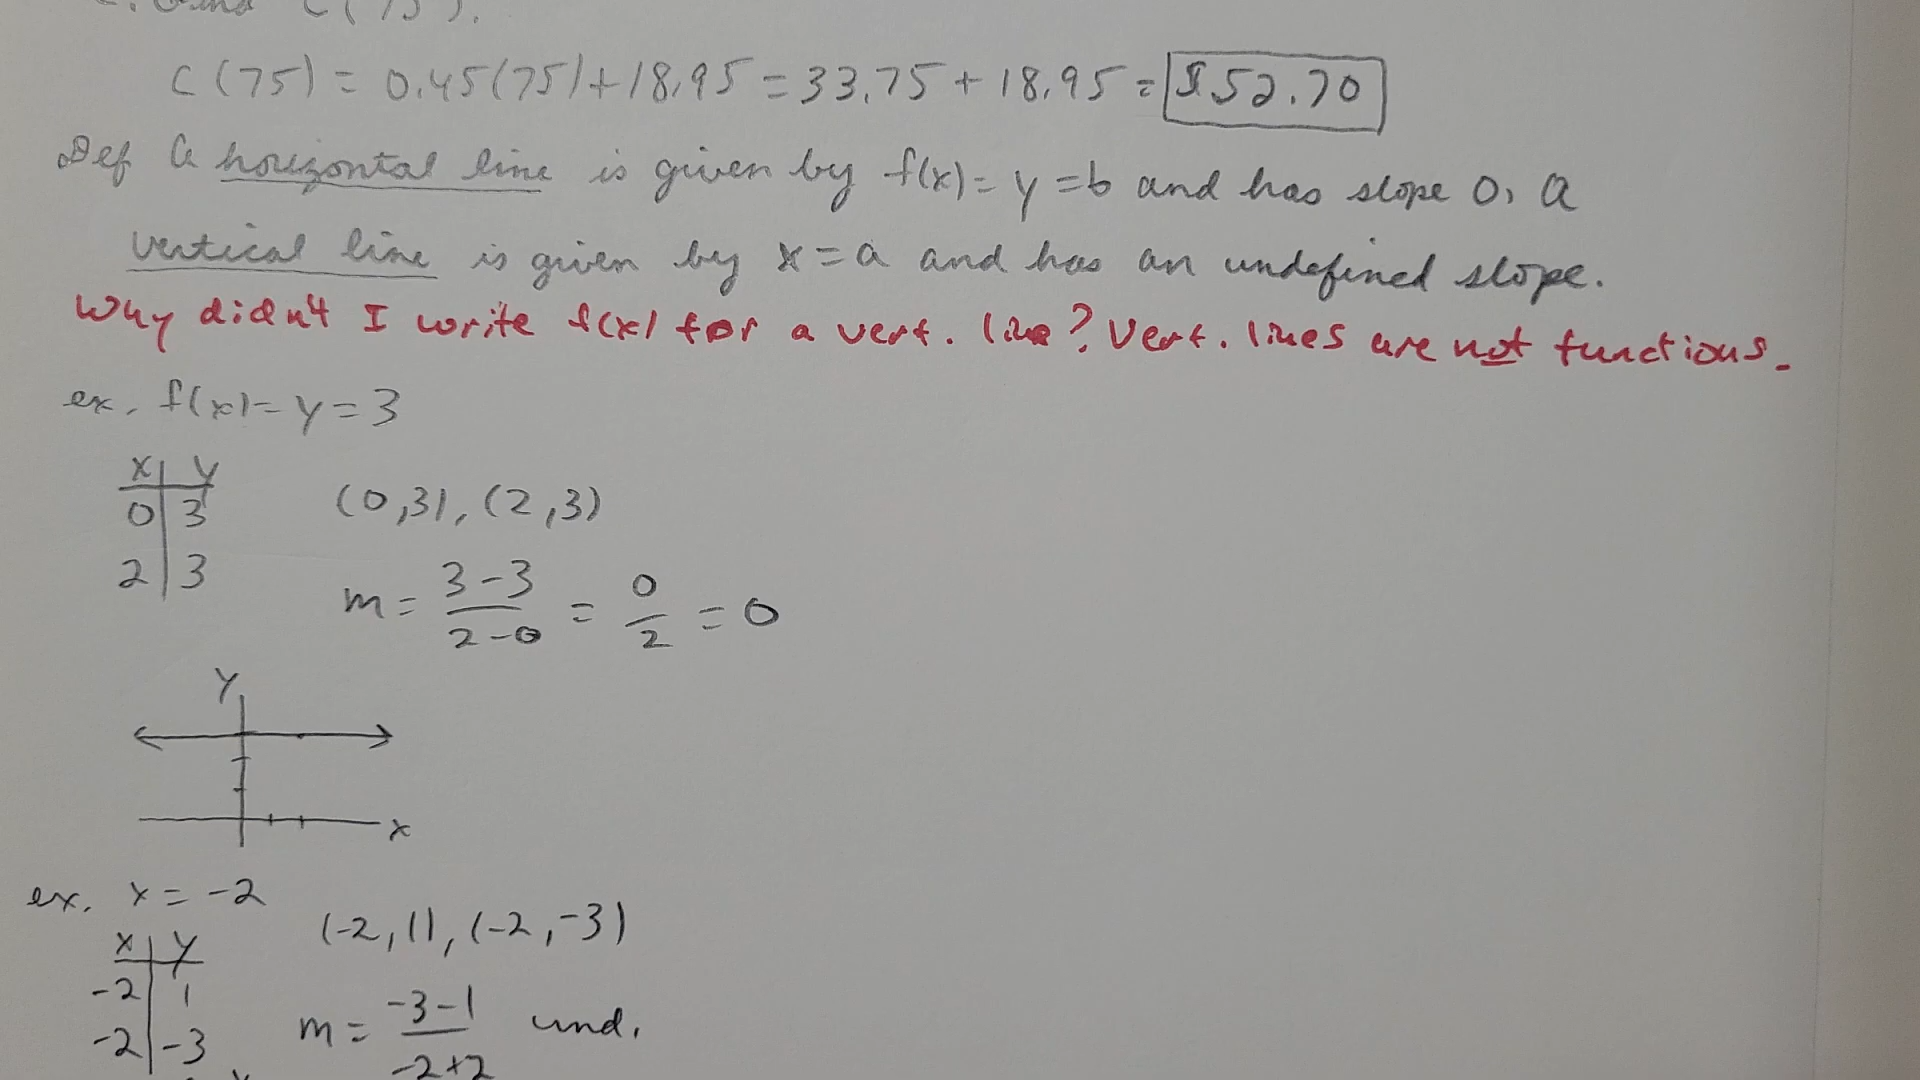 C(75).
C(75) = 0.45(75) + 18.95 = 33.75 + 18.95 = $52.70
Def A horizontal line is given by f(x) = y = b and has slope 0. A
vertical line is given by x = a and has an undefined slope.
Why didn't I write f(x) for a vert. line? Vert. lines are not functions.
ex. f(x) = y = 3
x | y
0 | 3
2 | 3
(0,3), (2,3)
m = 3-3 / 2-0 = 0/2 = 0
y
x
ex. x = -2
x | y
-2 | 1
-2 | -3
(-2,1), (-2,-3)
m = -3-1 / -2+2 und.